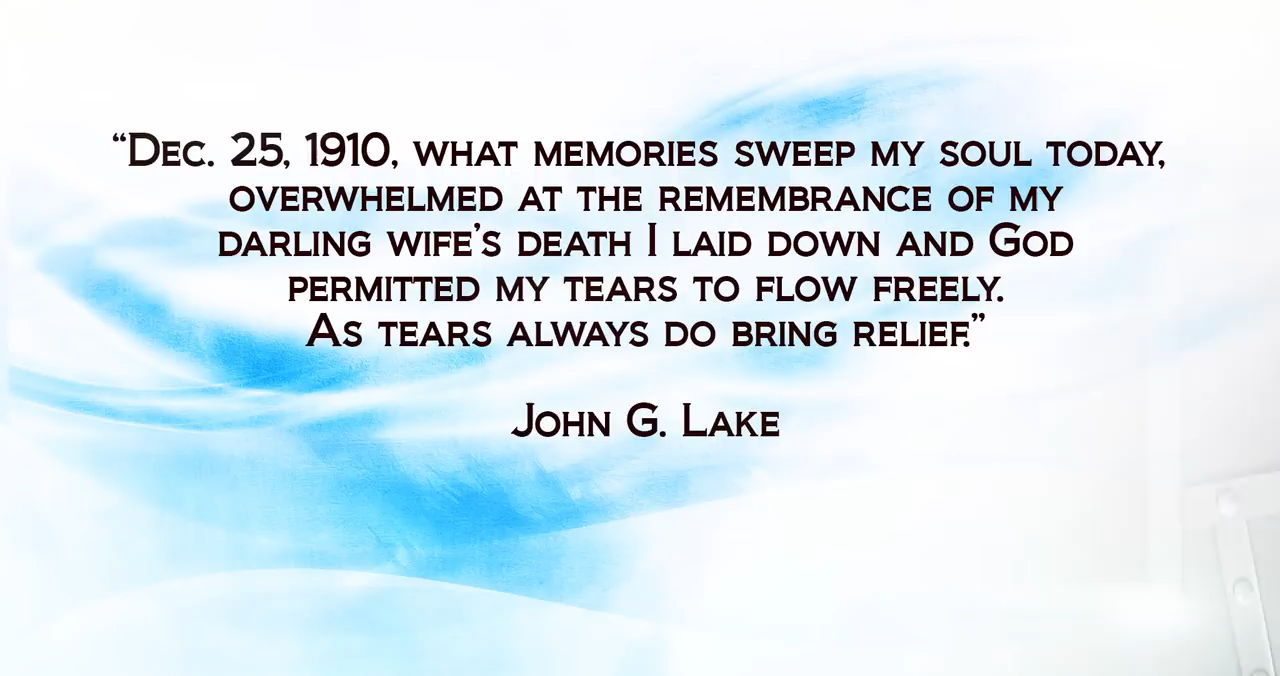 “Dec. 25, 1910, what memories sweep my soul today,
overwhelmed at the remembrance of my
darling wife’s death I laid down and God
permitted my tears to flow freely.
As tears always do bring relief.”
John G. Lake